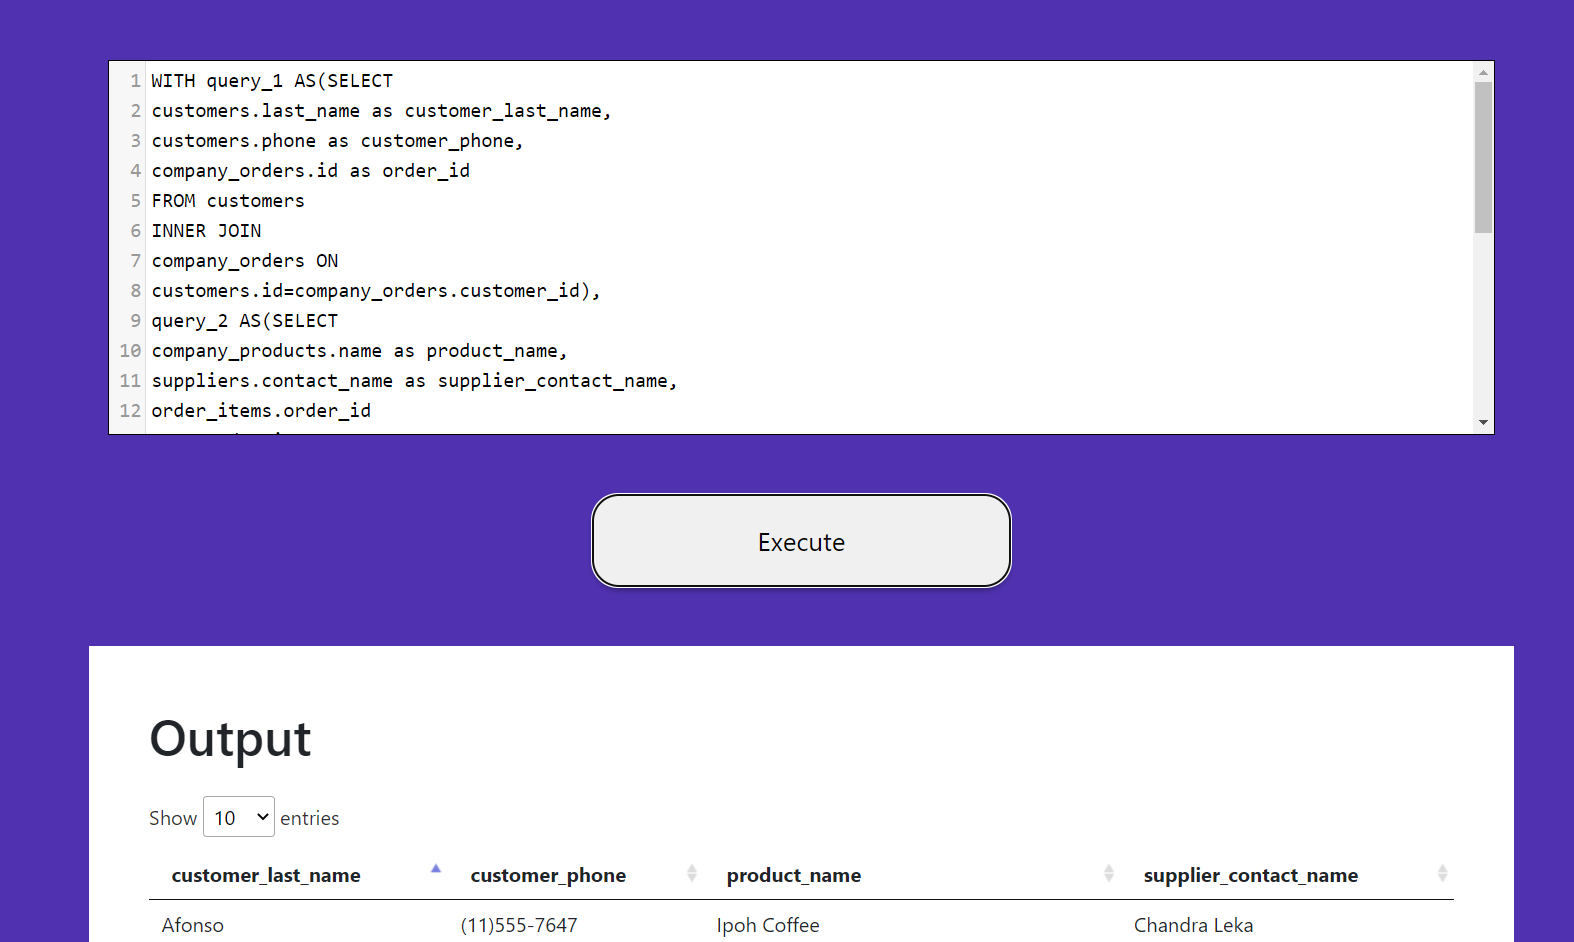 1 WITH query_1 AS(SELECT
2 customers.last_name as customer_last_name,
3 customers.phone as customer_phone,
4 company_orders.id as order_id
5 FROM customers
6 INNER JOIN
7 company_orders ON
8 customers.id=company_orders.customer_id),
9 query_2 AS(SELECT
10 company_products.name as product_name,
11 suppliers.contact_name as supplier_contact_name,
12 order_items.order_id
Execute
Output
Show 10 entries
customer_last_name customer_phone product_name supplier_contact_name
Afonso (11)555-7647 Ipoh Coffee Chandra Leka